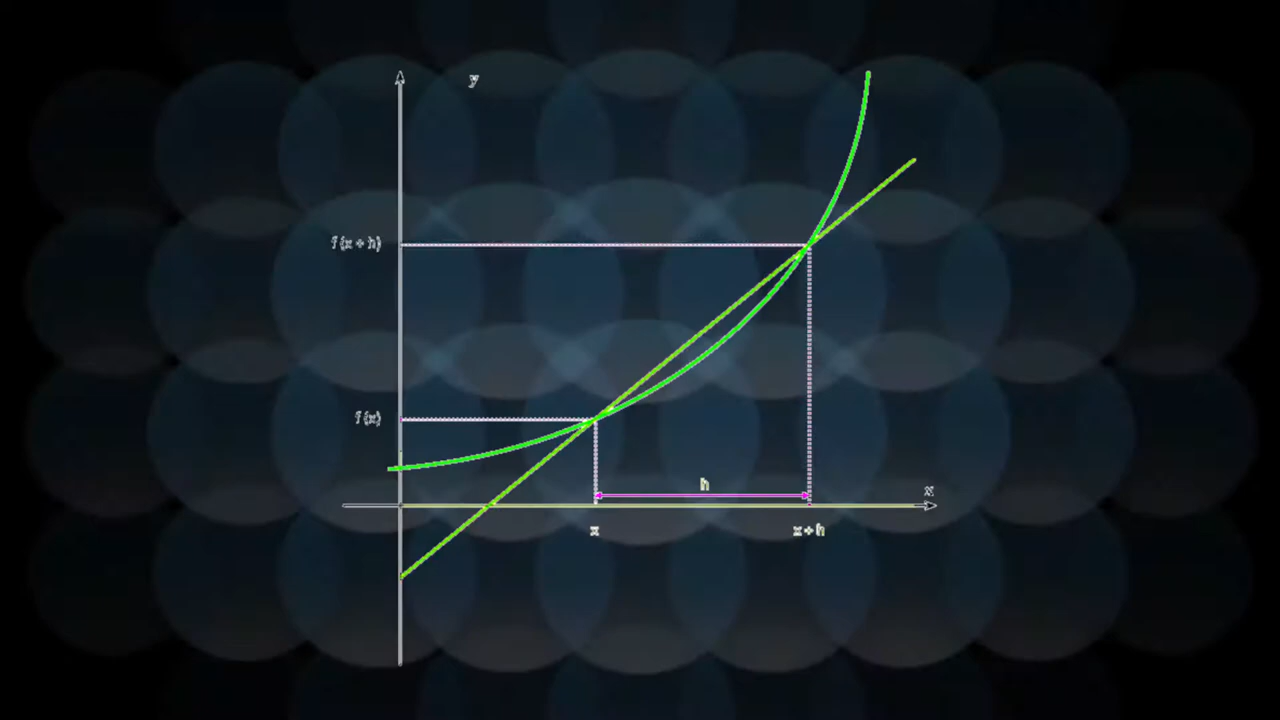 y
f (x + h)
f (x)
h
x
x
x + h